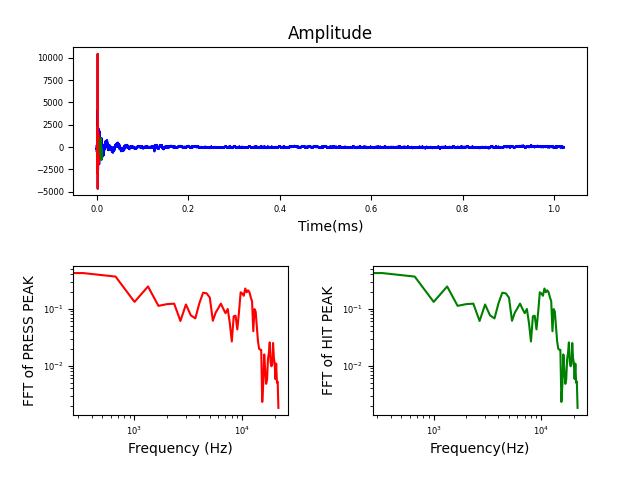 Amplitude
10000
7500
5000
2500
0
−2500
−5000
0.0 0.2 0.4 0.6 0.8 1.0
Time(ms)
FFT of PRESS PEAK
10⁻¹
10⁻²
10³ 10⁴
Frequency (Hz)
FFT of HIT PEAK
10⁻¹
10⁻²
10³ 10⁴
Frequency(Hz)